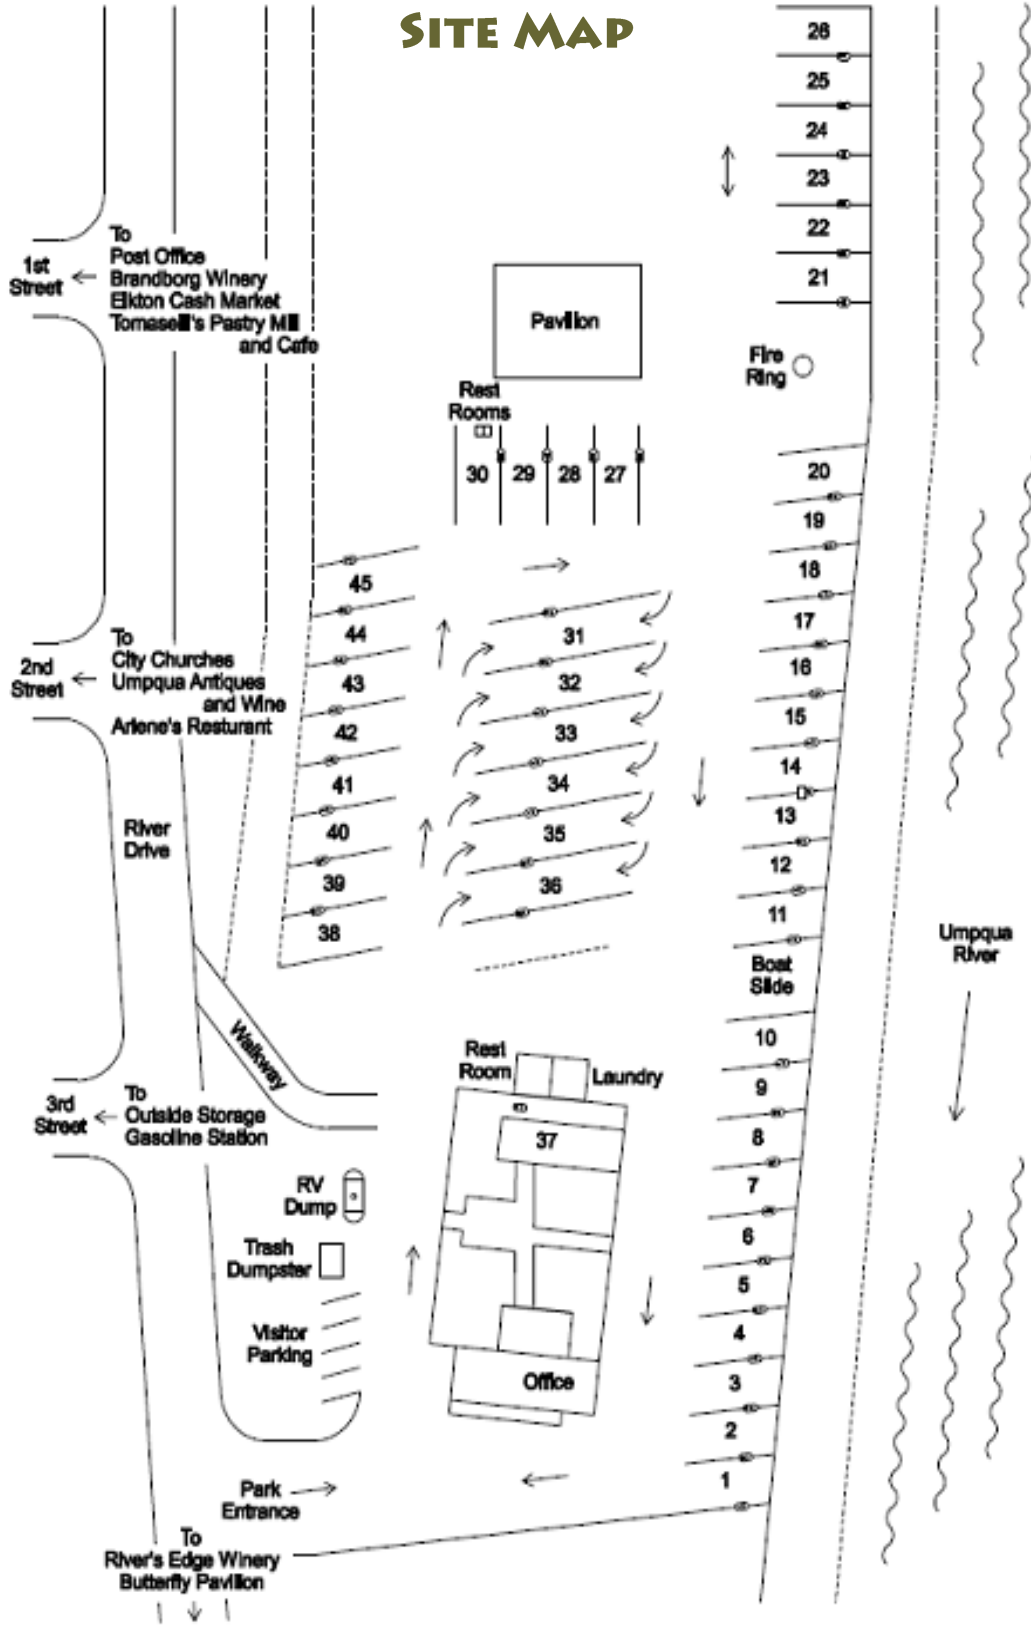 SITE MAP
26
25
24
23
22
21
1st
Street
To
Post Office
Brandborg Winery
Elkton Cash Market
Tomaselli's Pastry Mill
and Cafe
Pavilion
Fire
Ring
Rest
Rooms
30 29 28 27
20
19
18
17
16
15
14
13
12
11
45
44
43
42
41
40
39
38
31
32
33
34
35
36
2nd
Street
To
City Churches
Umpqua Antiques
and Wine
Arlene's Resturant
River
Drive
Umpqua
River
Boat
Slide
Walkway
10
9
8
7
6
5
4
3
2
1
Rest
Room
Laundry
37
3rd
Street
To
Outside Storage
Gasoline Station
RV
Dump
Trash
Dumpster
Visitor
Parking
Office
Park
Entrance
To
River's Edge Winery
Butterfly Pavilion